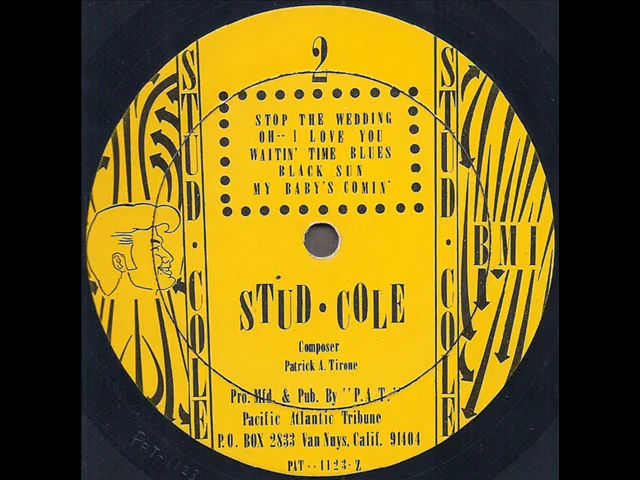 2
STOP THE WEDDING
OH-- I LOVE YOU
WAITIN' TIME BLUES
BLACK SUN
MY BABY'S COMIN'
STUD · COLE
STUD · COLE
BMI
STUD · COLE
Composer
Patrick A. Tirone
Pro. Mfd. & Pub. By "P.A.T."
Pacific Atlantic Tribune
P.O. BOX 2833 Van Nuys, Calif. 91404
PAT--1123-Z
PAT-1123